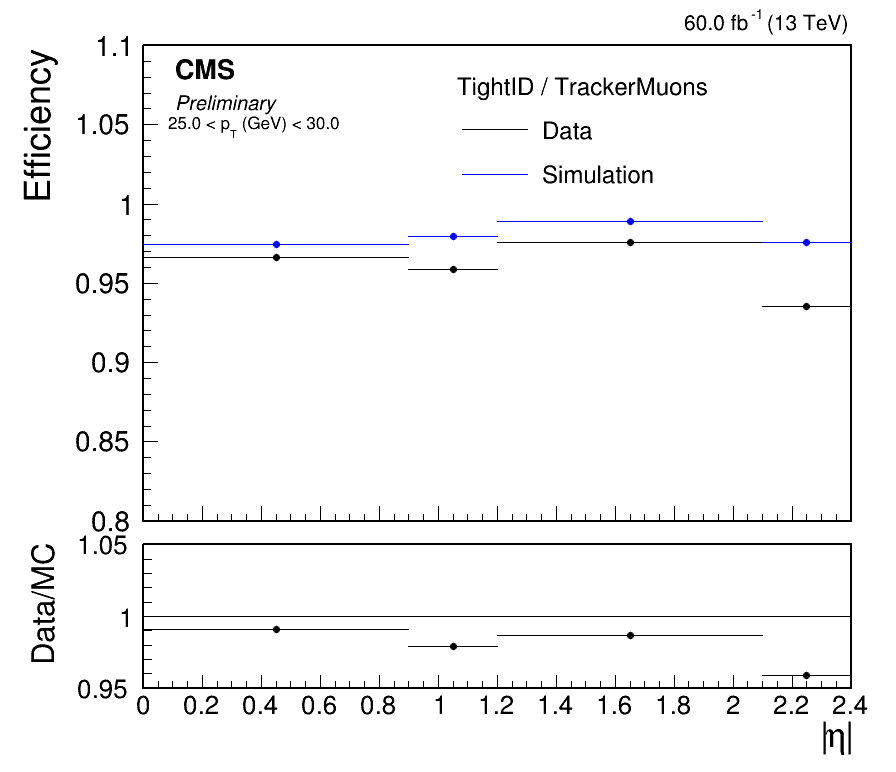 60.0 fb⁻¹ (13 TeV)
CMS
Preliminary
25.0 < p_T (GeV) < 30.0
TightID / TrackerMuons
Data
Simulation
Efficiency
1.1
1.05
1
0.95
0.9
0.85
0.8
Data/MC
1.05
1
0.95
0 0.2 0.4 0.6 0.8 1 1.2 1.4 1.6 1.8 2 2.2 2.4
|η|